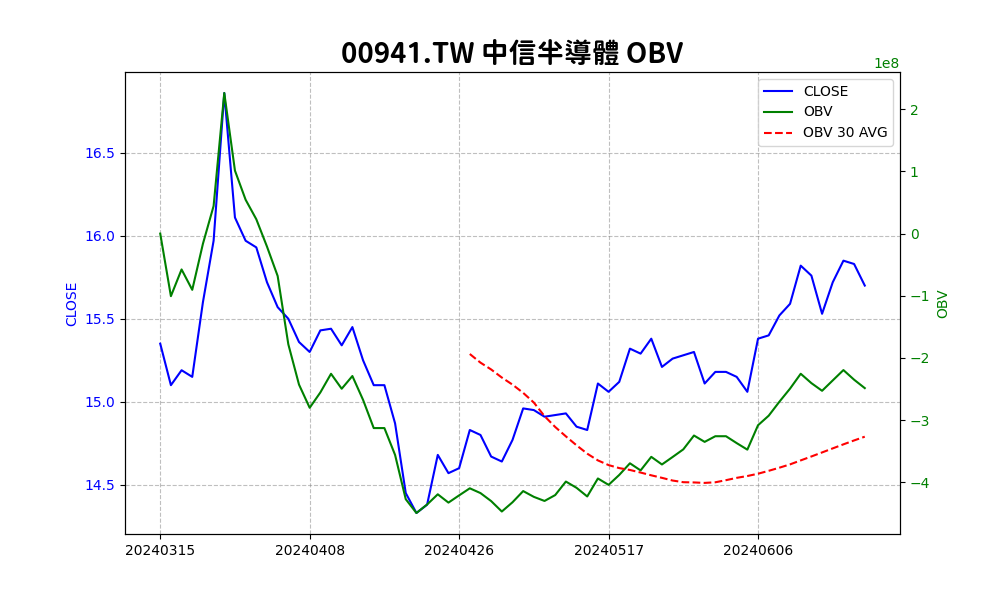 00941.TW 中信半導體 OBV
1e8
CLOSE
OBV
OBV 30 AVG
16.5
16.0
15.5
15.0
14.5
CLOSE
2
1
0
−1
−2
−3
−4
OBV
20240315
20240408
20240426
20240517
20240606